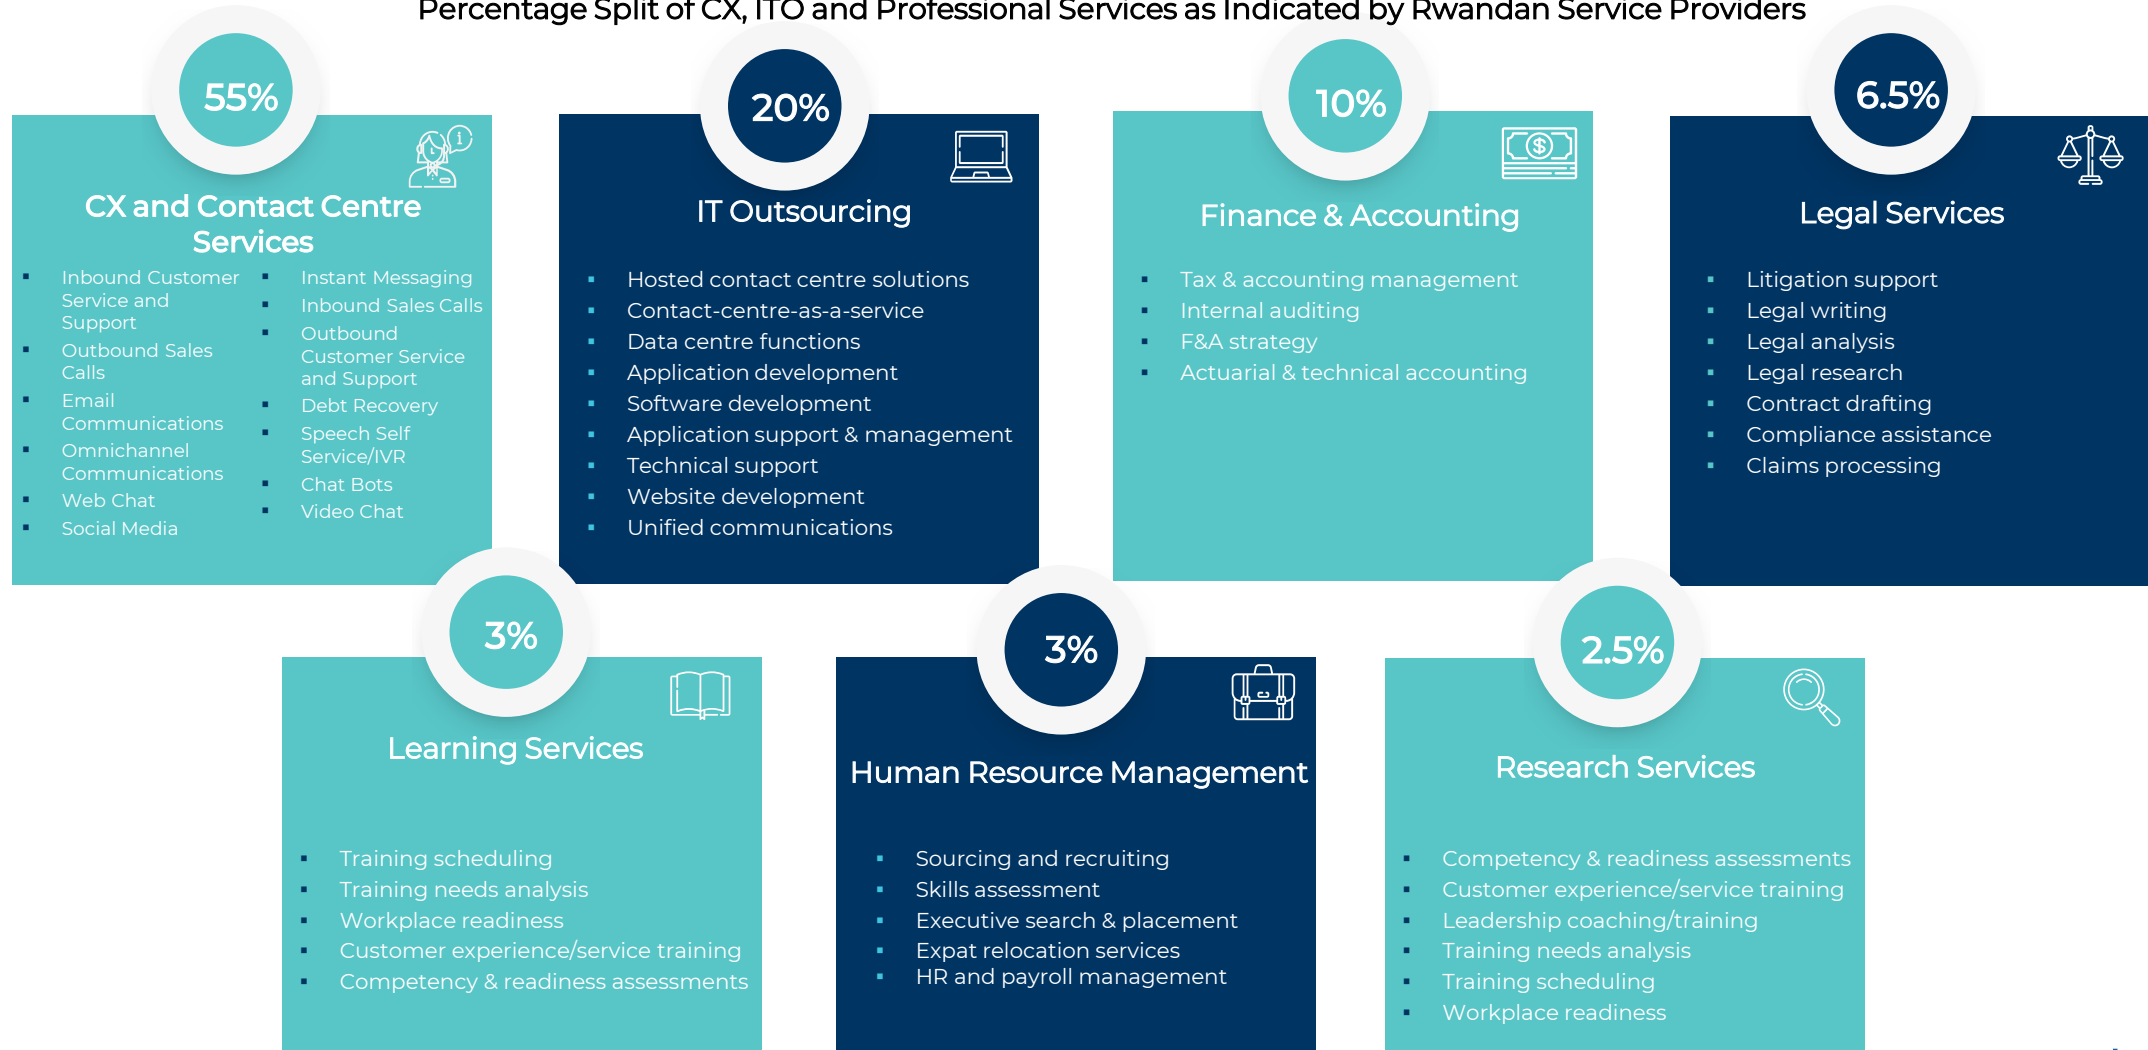 Percentage Split of CX, ITO and Professional Services as Indicated by Rwandan Service Providers
55%
CX and Contact Centre
Services
Inbound Customer
Service and
Support
Outbound Sales
Calls
Email
Communications
Omnichannel
Communications
Web Chat
Social Media
Instant Messaging
Inbound Sales Calls
Outbound
Customer Service
and Support
Debt Recovery
Speech Self
Service/IVR
Chat Bots
Video Chat
20%
IT Outsourcing
Hosted contact centre solutions
Contact-centre-as-a-service
Data centre functions
Application development
Software development
Application support & management
Technical support
Website development
Unified communications
10%
Finance & Accounting
Tax & accounting management
Internal auditing
F&A strategy
Actuarial & technical accounting
6.5%
Legal Services
Litigation support
Legal writing
Legal analysis
Legal research
Contract drafting
Compliance assistance
Claims processing
3%
Learning Services
Training scheduling
Training needs analysis
Workplace readiness
Customer experience/service training
Competency & readiness assessments
3%
Human Resource Management
Sourcing and recruiting
Skills assessment
Executive search & placement
Expat relocation services
HR and payroll management
2.5%
Research Services
Competency & readiness assessments
Customer experience/service training
Leadership coaching/training
Training needs analysis
Training scheduling
Workplace readiness